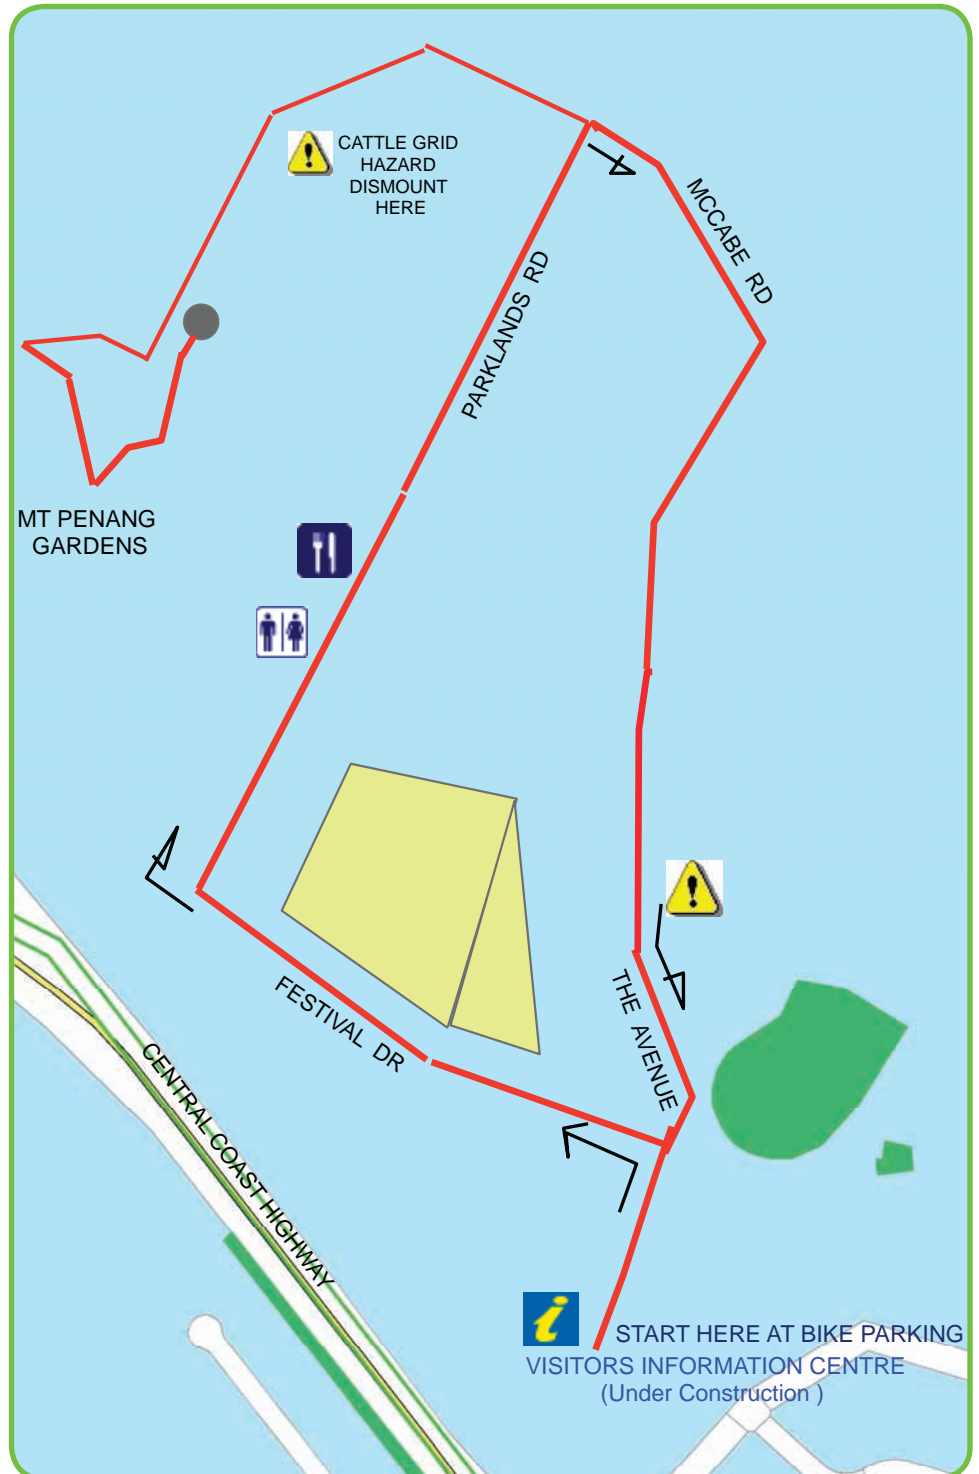 CATTLE GRID
HAZARD
DISMOUNT
HERE
MCCABE RD
PARKLANDS RD
MT PENANG
GARDENS
FESTIVAL DR
THE AVENUE
CENTRAL COAST HIGHWAY
START HERE AT BIKE PARKING
VISITORS INFORMATION CENTRE
(Under Construction )